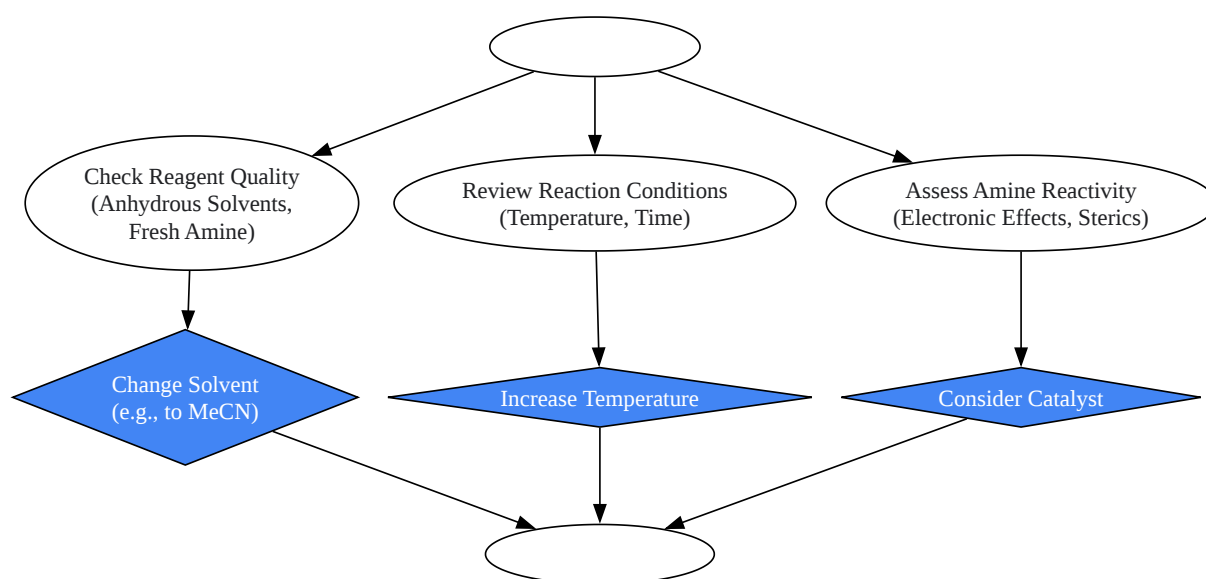 Check Reagent Quality
(Anhydrous Solvents,
Fresh Amine)
Review Reaction Conditions
(Temperature, Time)
Assess Amine Reactivity
(Electronic Effects, Sterics)
Change Solvent
(e.g., to MeCN)
Increase Temperature
Consider Catalyst